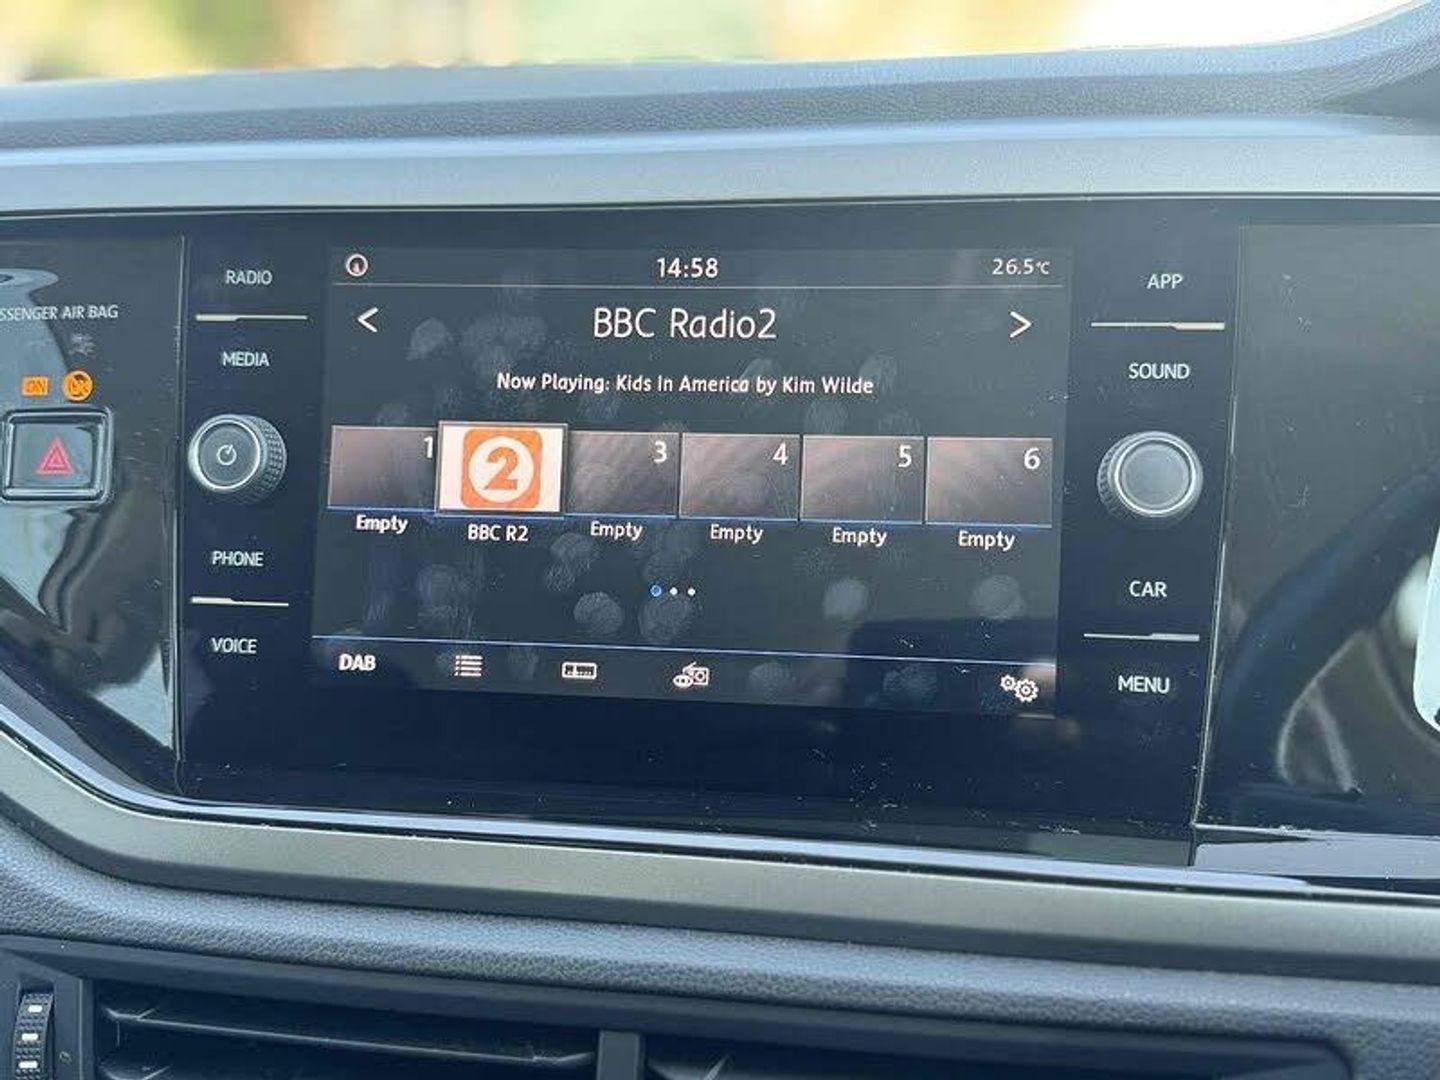 RADIO
MEDIA
PHONE
VOICE
SSENGER AIR BAG
ON
14:58
26.5°C
<
BBC Radio2
>
Now Playing: Kids In America by Kim Wilde
1
2
3
4
5
6
Empty
BBC R2
Empty
Empty
Empty
Empty
DAB
APP
SOUND
CAR
MENU